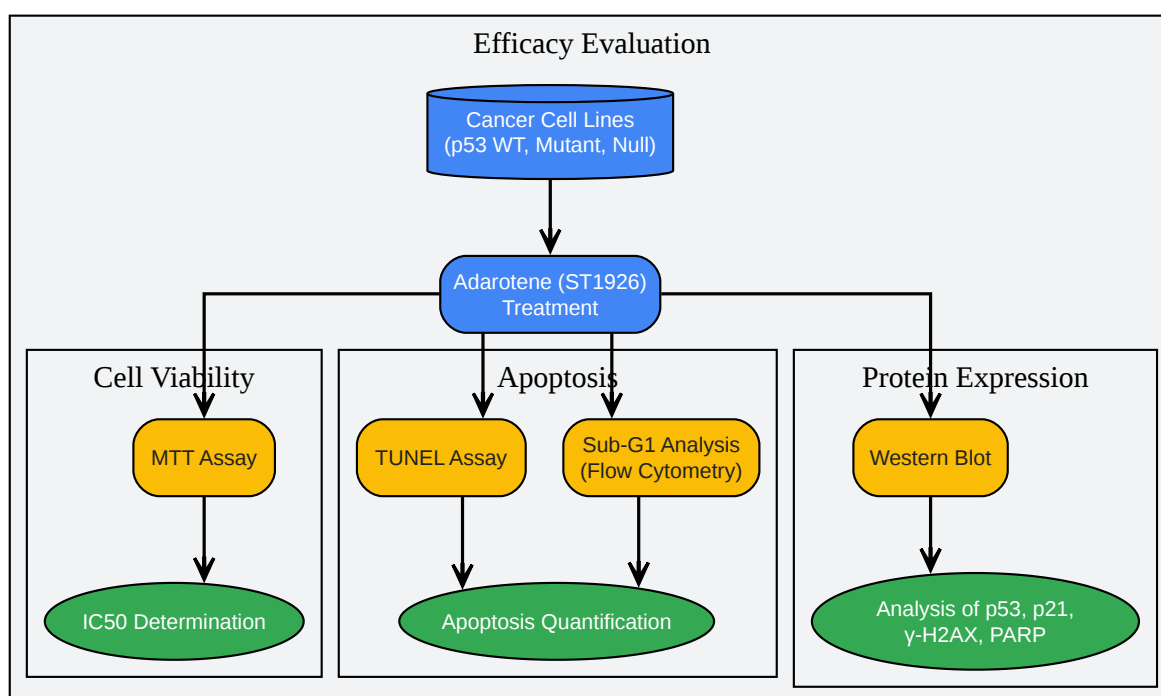 Efficacy Evaluation
Cancer Cell Lines
(p53 WT, Mutant, Null)
Adarotene (ST1926)
Treatment
Cell Viability
Apoptosis
Protein Expression
MTT Assay
TUNEL Assay
Sub-G1 Analysis
(Flow Cytometry)
Western Blot
IC50 Determination
Apoptosis Quantification
Analysis of p53, p21,
γ-H2AX, PARP